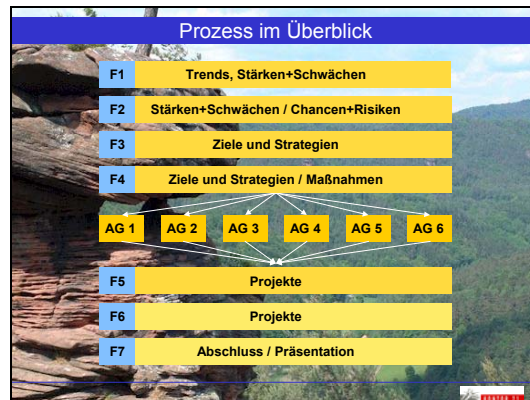 Prozess im Überblick
F1 Trends, Stärken+Schwächen
F2 Stärken+Schwächen / Chancen+Risiken
F3 Ziele und Strategien
F4 Ziele und Strategien / Maßnahmen
AG 1 AG 2 AG 3 AG 4 AG 5 AG 6
F5 Projekte
F6 Projekte
F7 Abschluss / Präsentation